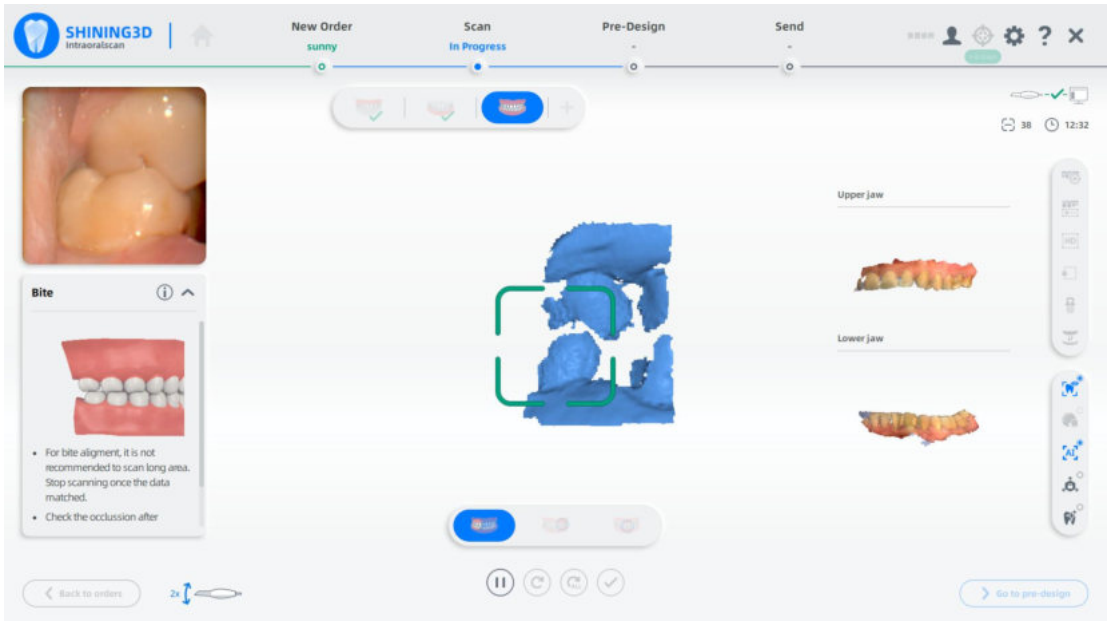 SHINING3D
Intraoralscan
New Order
sunny
Scan
In Progress
Pre-Design
-
Send
-
38
12:32
Upper jaw
Lower jaw
Bite
For bite aligment, it is not
recommended to scan long area.
Stop scanning once the data
matched.
Check the occlussion after
HD
AI
Back to orders
2x
Go to pre-design